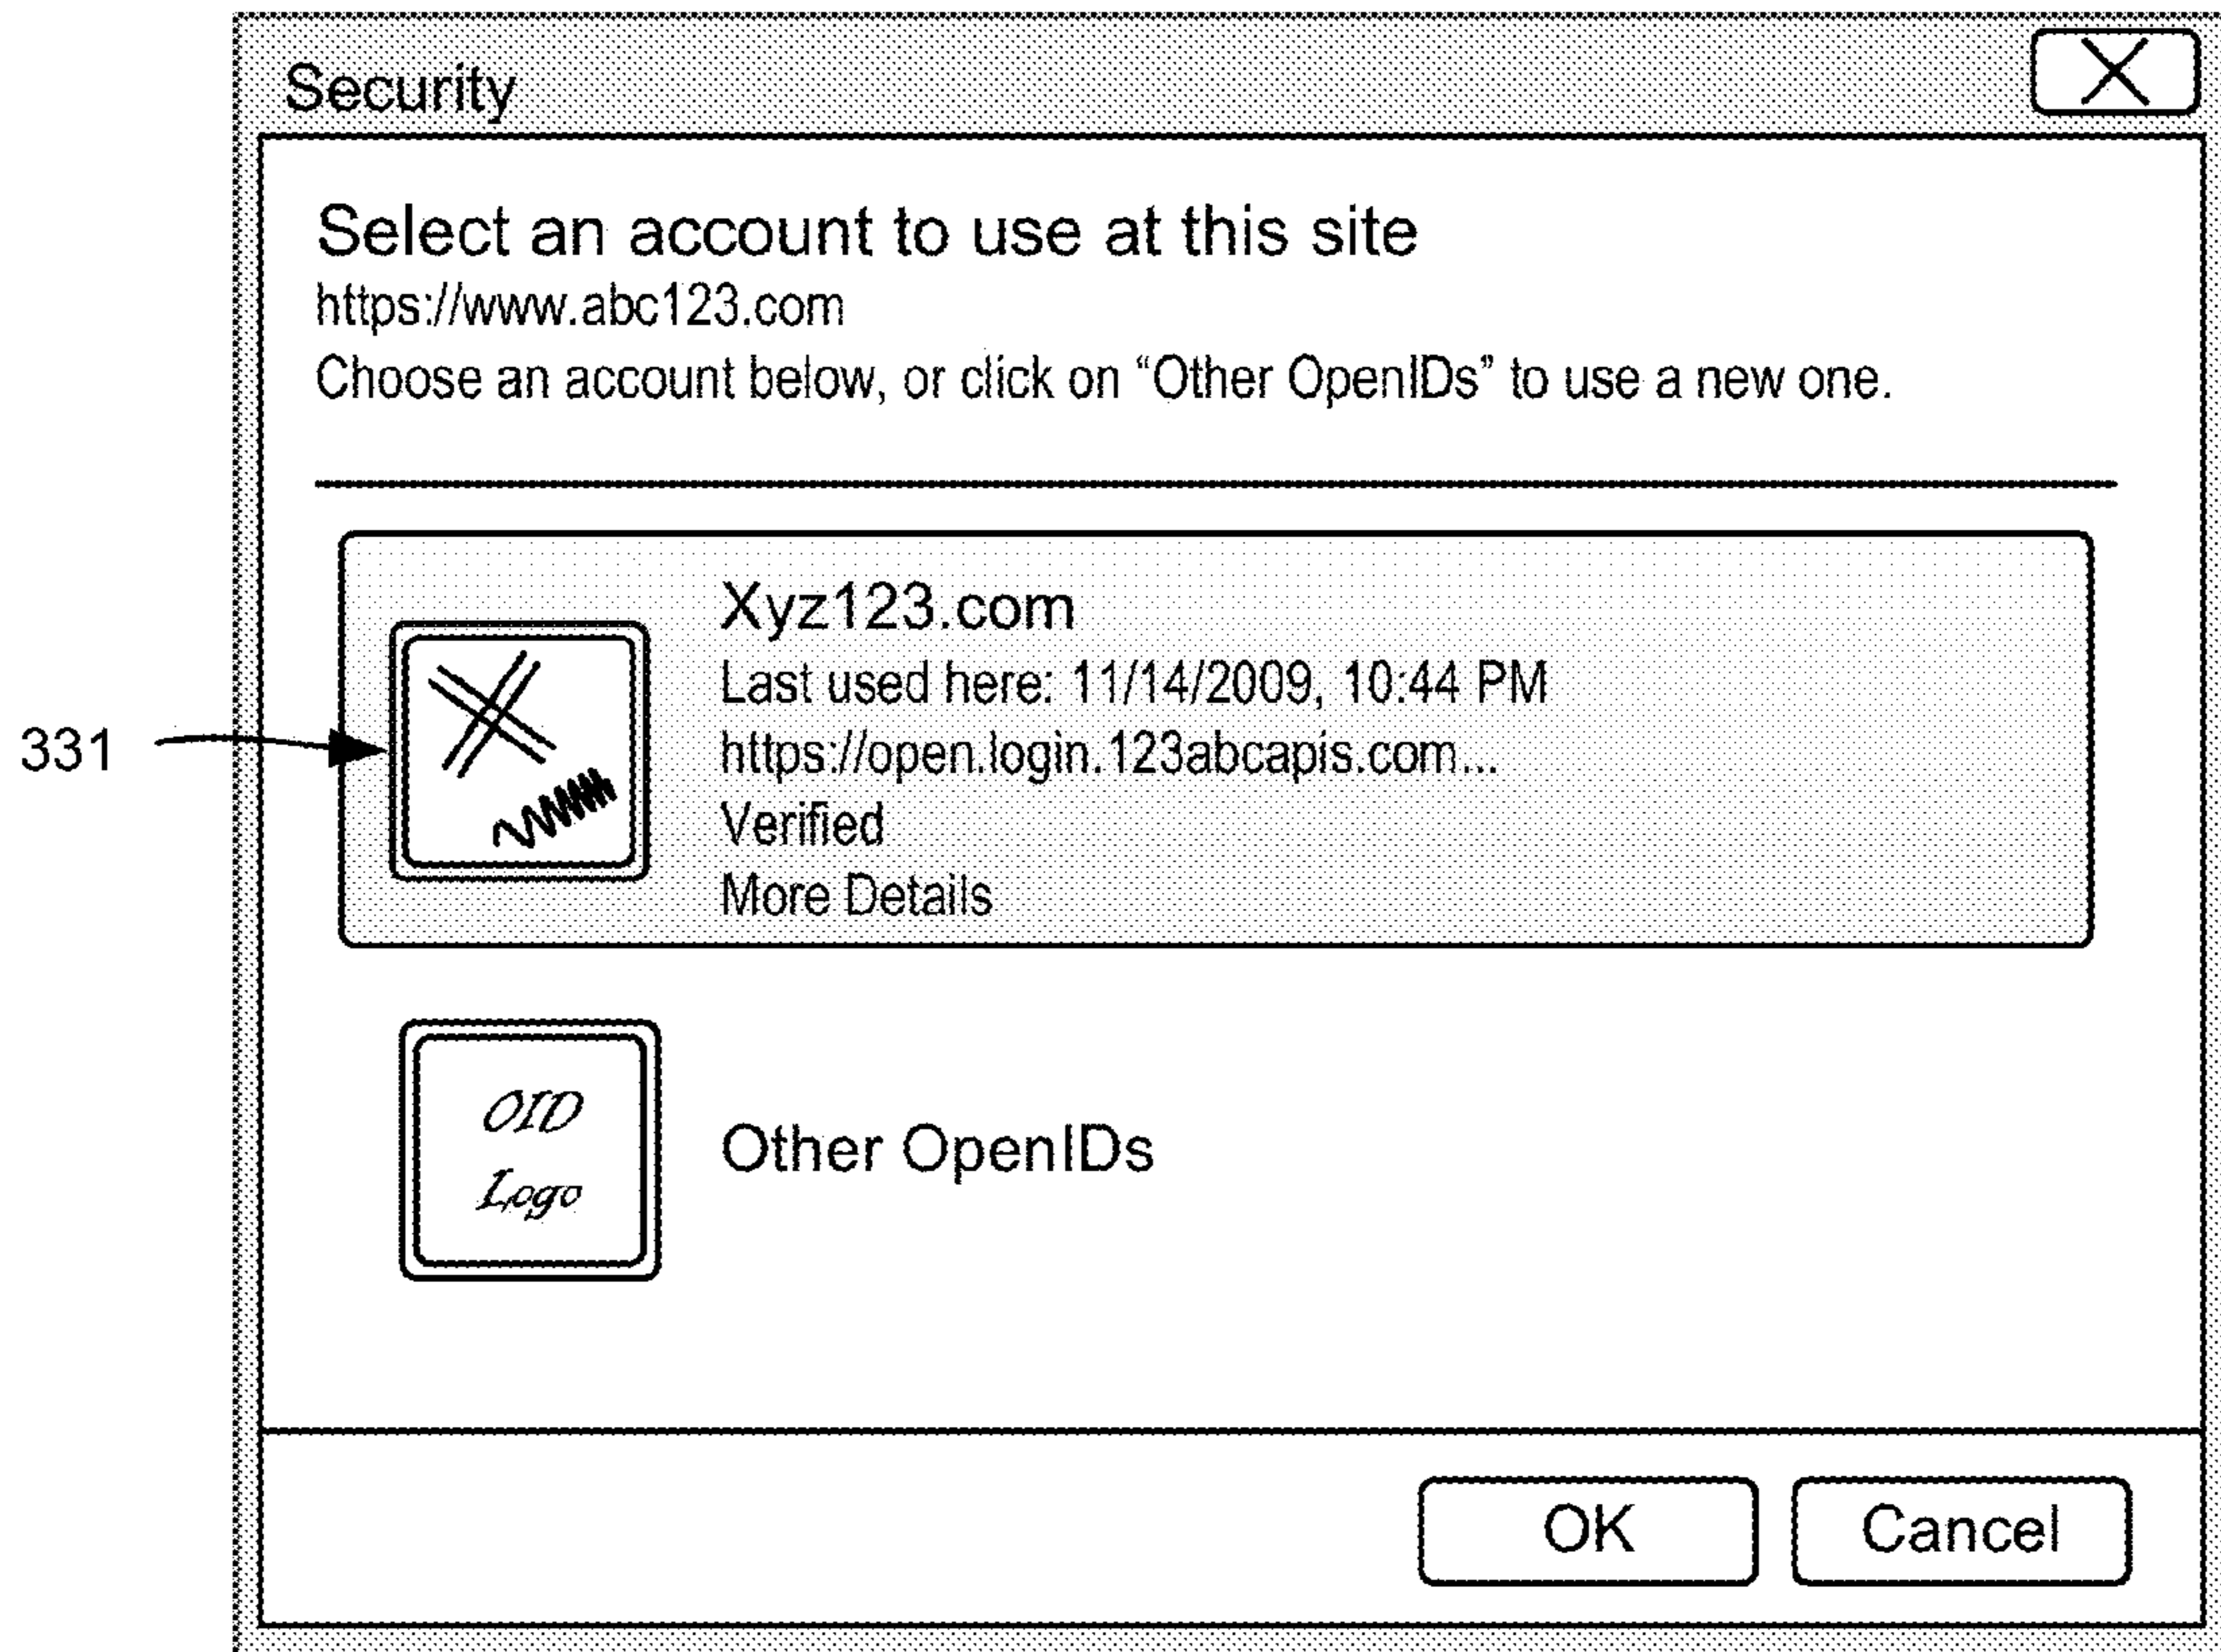 Security
Select an account to use at this site
https://www.abc123.com
Choose an account below, or click on “Other OpenIDs” to use a new one.
Xyz123.com
Last used here: 11/14/2009, 10:44 PM
https://open.login.123abcapis.com...
Verified
More Details
331
OID
Logo
Other OpenIDs
OK
Cancel